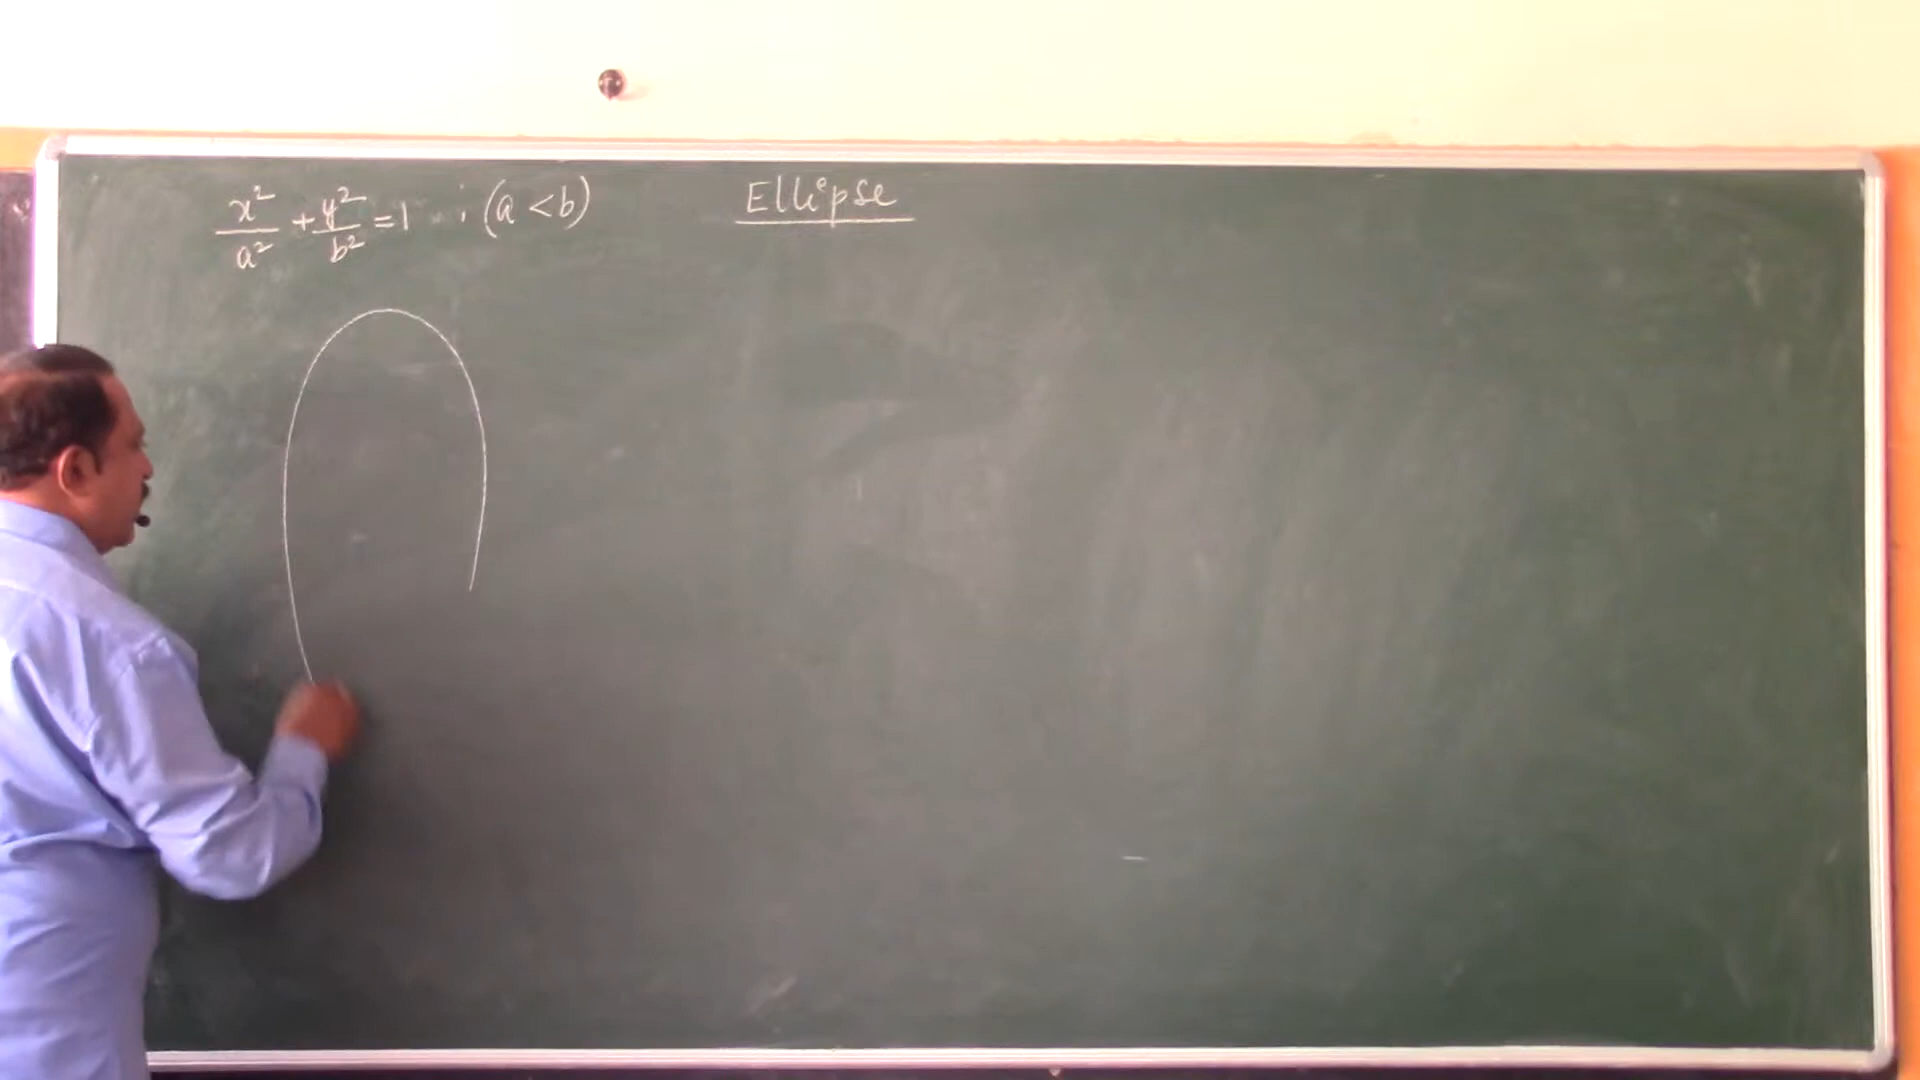 x²/a² + y²/b² = 1 ; (a < b)
Ellipse